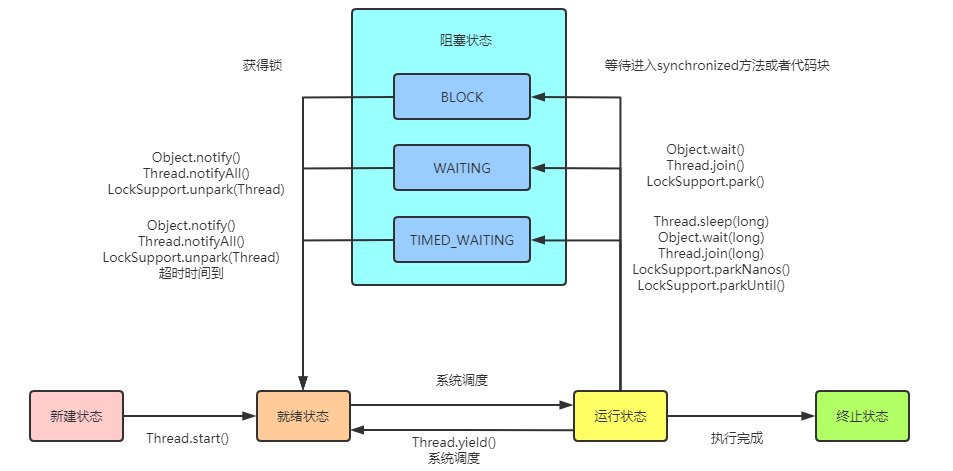 阻塞状态
获得锁
等待进入synchronized方法或者代码块
BLOCK
Object.notify()
Thread.notifyAll()
LockSupport.unpark(Thread)
WAITING
Object.wait()
Thread.join()
LockSupport.park()
Object.notify()
Thread.notifyAll()
LockSupport.unpark(Thread)
超时时间到
TIMED_WAITING
Thread.sleep(long)
Object.wait(long)
Thread.join(long)
LockSupport.parkNanos()
LockSupport.parkUntil()
新建状态
Thread.start()
就绪状态
系统调度
Thread.yield()
系统调度
运行状态
执行完成
终止状态